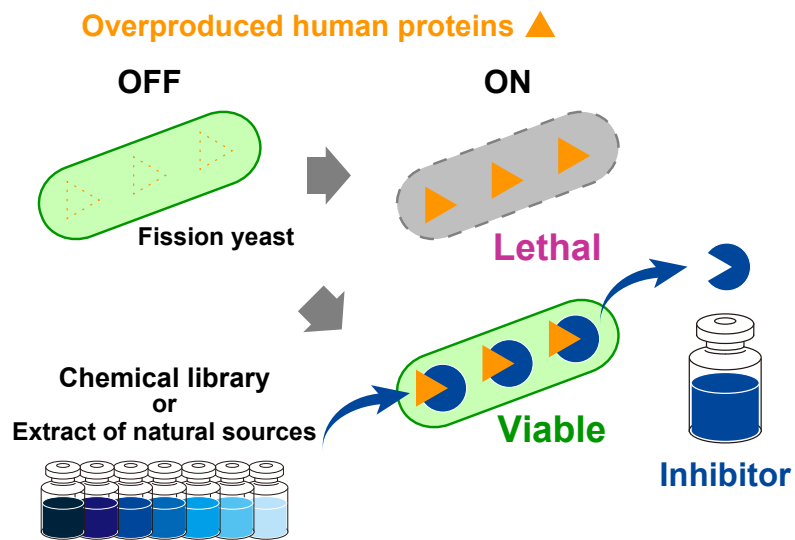 Overproduced human proteins
OFF
ON
Fission yeast
Lethal
Chemical library
or
Extract of natural sources
Viable
Inhibitor